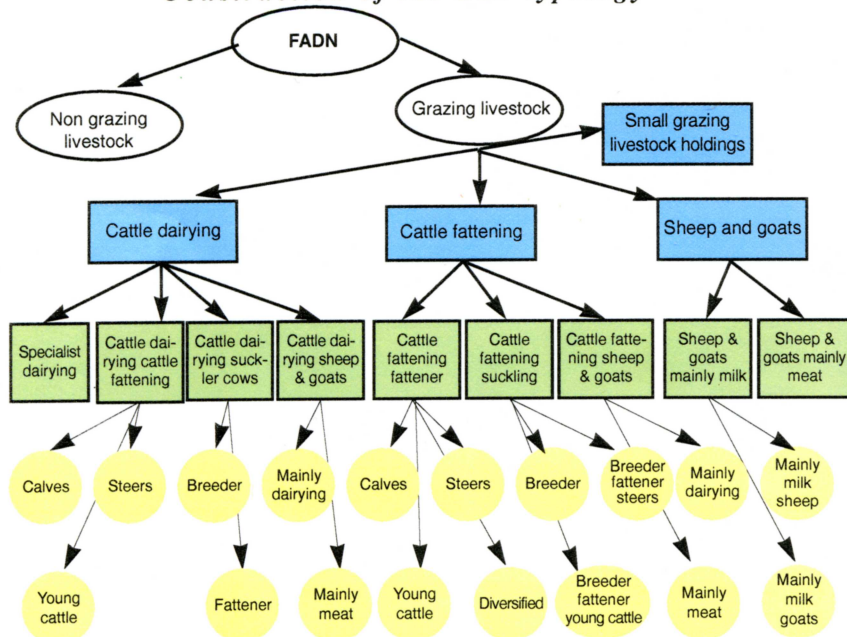 FADN
Non grazing
livestock
Grazing livestock
Small grazing
livestock holdings
Cattle dairying
Cattle fattening
Sheep and goats
Specialist
dairying
Cattle dai-
rying cattle
fattening
Cattle dai-
rying suck-
ler cows
Cattle dai-
rying sheep
& goats
Cattle
fattening
fattener
Cattle
fattening
suckling
Cattle fatte-
ning sheep
& goats
Sheep &
goats
mainly milk
Sheep &
goats mainly
meat
Calves
Steers
Breeder
Mainly
dairying
Calves
Steers
Breeder
Breeder
fattener
steers
Mainly
dairying
Mainly
milk
sheep
Young
cattle
Fattener
Mainly
meat
Young
cattle
Diversified
Breeder
fattener
young cattle
Mainly
meat
Mainly
milk
goats